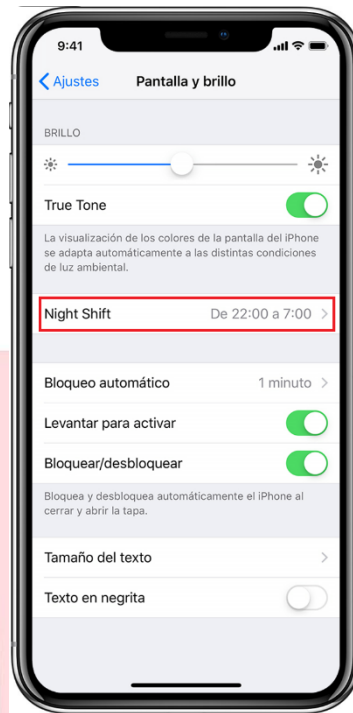 9:41
Ajustes Pantalla y brillo
BRILLO
True Tone
La visualización de los colores de la pantalla del iPhone
se adapta automáticamente a las distintas condiciones
de luz ambiental.
Night Shift De 22:00 a 7:00
Bloqueo automático 1 minuto
Levantar para activar
Bloquear/desbloquear
Bloquea y desbloquea automáticamente el iPhone al
cerrar y abrir la tapa.
Tamaño del texto
Texto en negrita